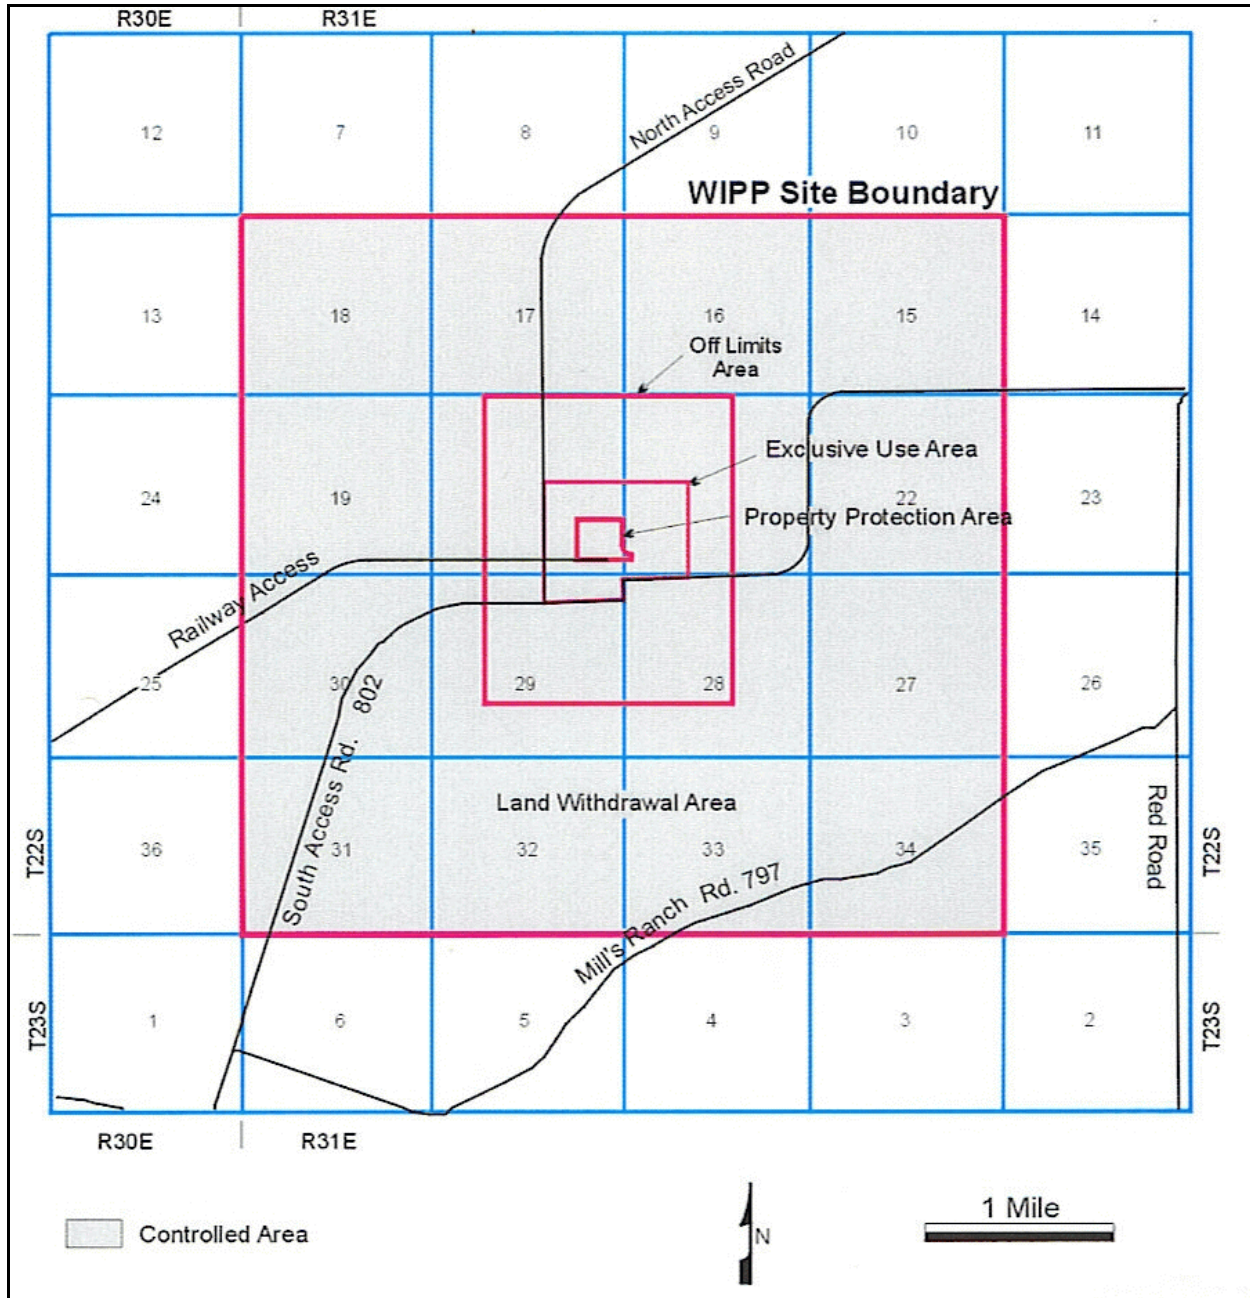 R30E R31E
North Access Road
12 7 8 9 10 11
WIPP Site Boundary
13 18 17 16 15 14
Off Limits
Area
Exclusive Use Area
24 19 22 23
Property Protection Area
Railway Access
25 30 29 28 27 26
South Access Rd. 802
Land Withdrawal Area
Red Road
T22S 36 31 32 33 34 35 T22S
Mill's Ranch Rd. 797
T23S 1 6 5 4 3 2 T23S
R30E R31E
1 Mile
Controlled Area
N